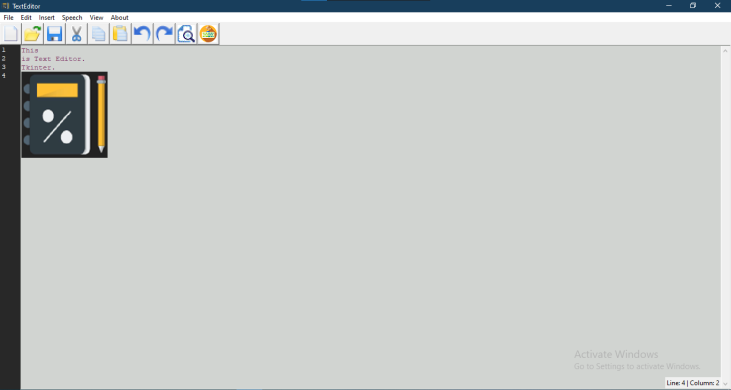 TextEditor
File Edit Insert Speech View About
1 This
2 is Text Editor.
3 Tkinter.
4
Activate Windows
Go to Settings to activate Windows.
Line: 4 | Column: 2